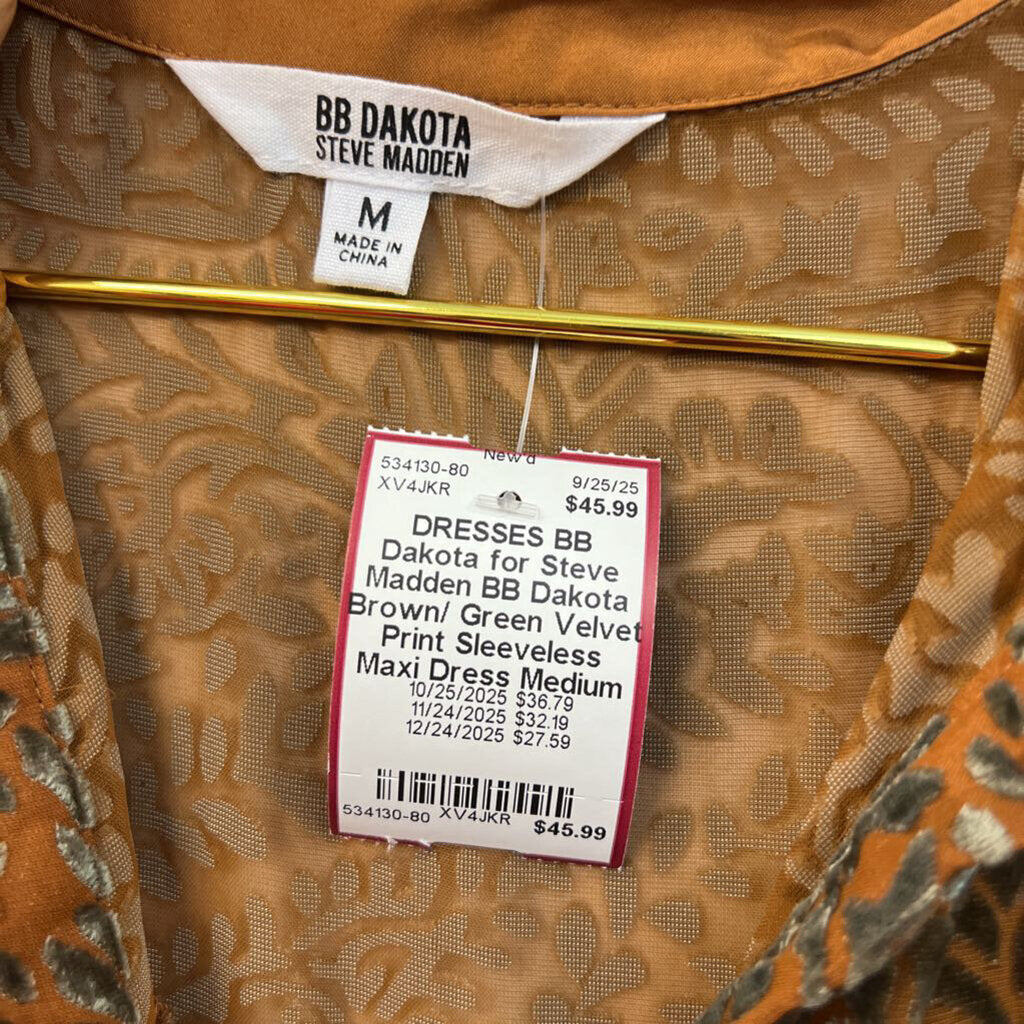 BB DAKOTA
STEVE MADDEN
M
MADE IN
CHINA
New'd
534130-80
9/25/25
XV4JKR
$45.99
DRESSES BB
Dakota for Steve
Madden BB Dakota
Brown/ Green Velvet
Print Sleeveless
Maxi Dress Medium
10/25/2025 $36.79
11/24/2025 $32.19
12/24/2025 $27.59
534130-80 XV4JKR $45.99